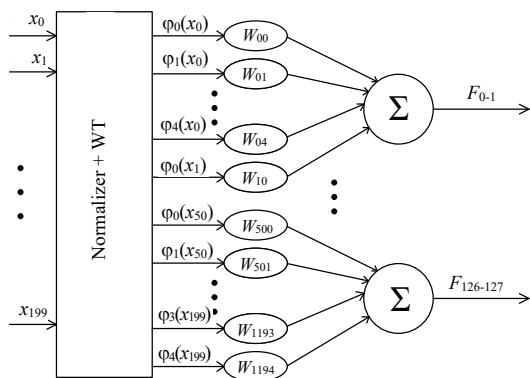 x₀ φ₀(x₀) W₀₀
x₁ φ₁(x₀) W₀₁
φ₄(x₀) W₀₄
Σ F₀₋₁
φ₀(x₁) W₁₀
Normalizer + WT
φ₀(x₅₀) W₅₀₀
φ₁(x₅₀) W₅₀₁
Σ F₁₂₆₋₁₂₇
x₁₉₉ φ₃(x₁₉₉) W₁₁₉₃
φ₄(x₁₉₉) W₁₁₉₄